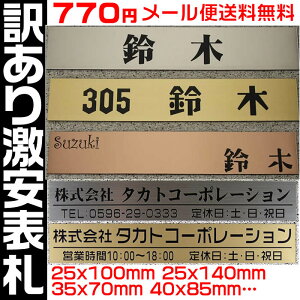 770円メール便送料無料
訳あり激安表札
鈴木
305 鈴木
Suzuki
鈴木
株式会社 タカトコーポレーション
TEL.0596-29-0333 定休日:土・日・祝日
株式会社 タカトコーポレーション
営業時間10:00~18:00 定休日:土・日・祝日
25x100mm 25x140mm
35x70mm 40x85mm…